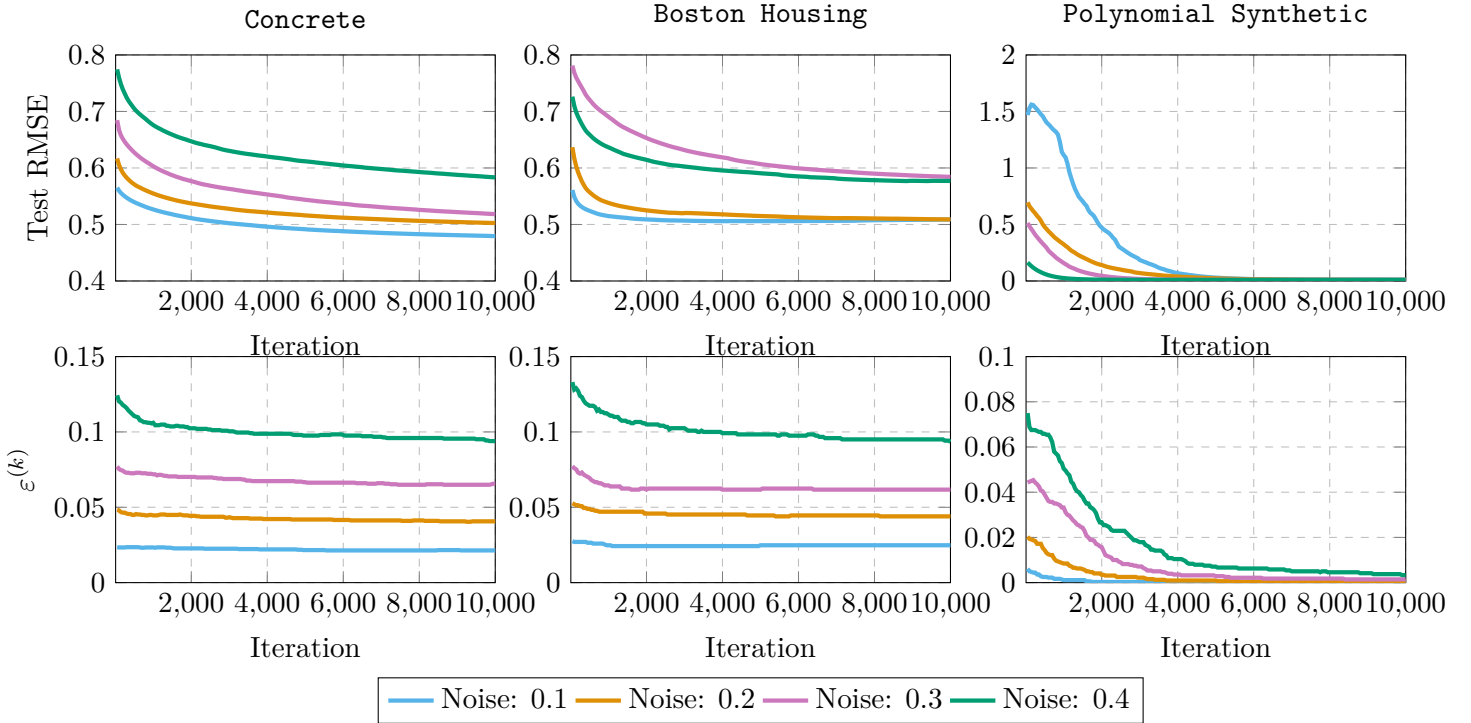 Concrete
Boston Housing
Polynomial Synthetic
Test RMSE
0.8
0.7
0.6
0.5
0.4
2,000 4,000 6,000 8,000 10,000
Iteration
0.8
0.7
0.6
0.5
0.4
2,000 4,000 6,000 8,000 10,000
Iteration
2
1.5
1
0.5
0
2,000 4,000 6,000 8,000 10,000
Iteration
ε^(k)
0.15
0.1
0.05
0
2,000 4,000 6,000 8,000 10,000
Iteration
0.15
0.1
0.05
0
2,000 4,000 6,000 8,000 10,000
Iteration
0.1
0.08
0.06
0.04
0.02
0
2,000 4,000 6,000 8,000 10,000
Iteration
Noise: 0.1 Noise: 0.2 Noise: 0.3 Noise: 0.4